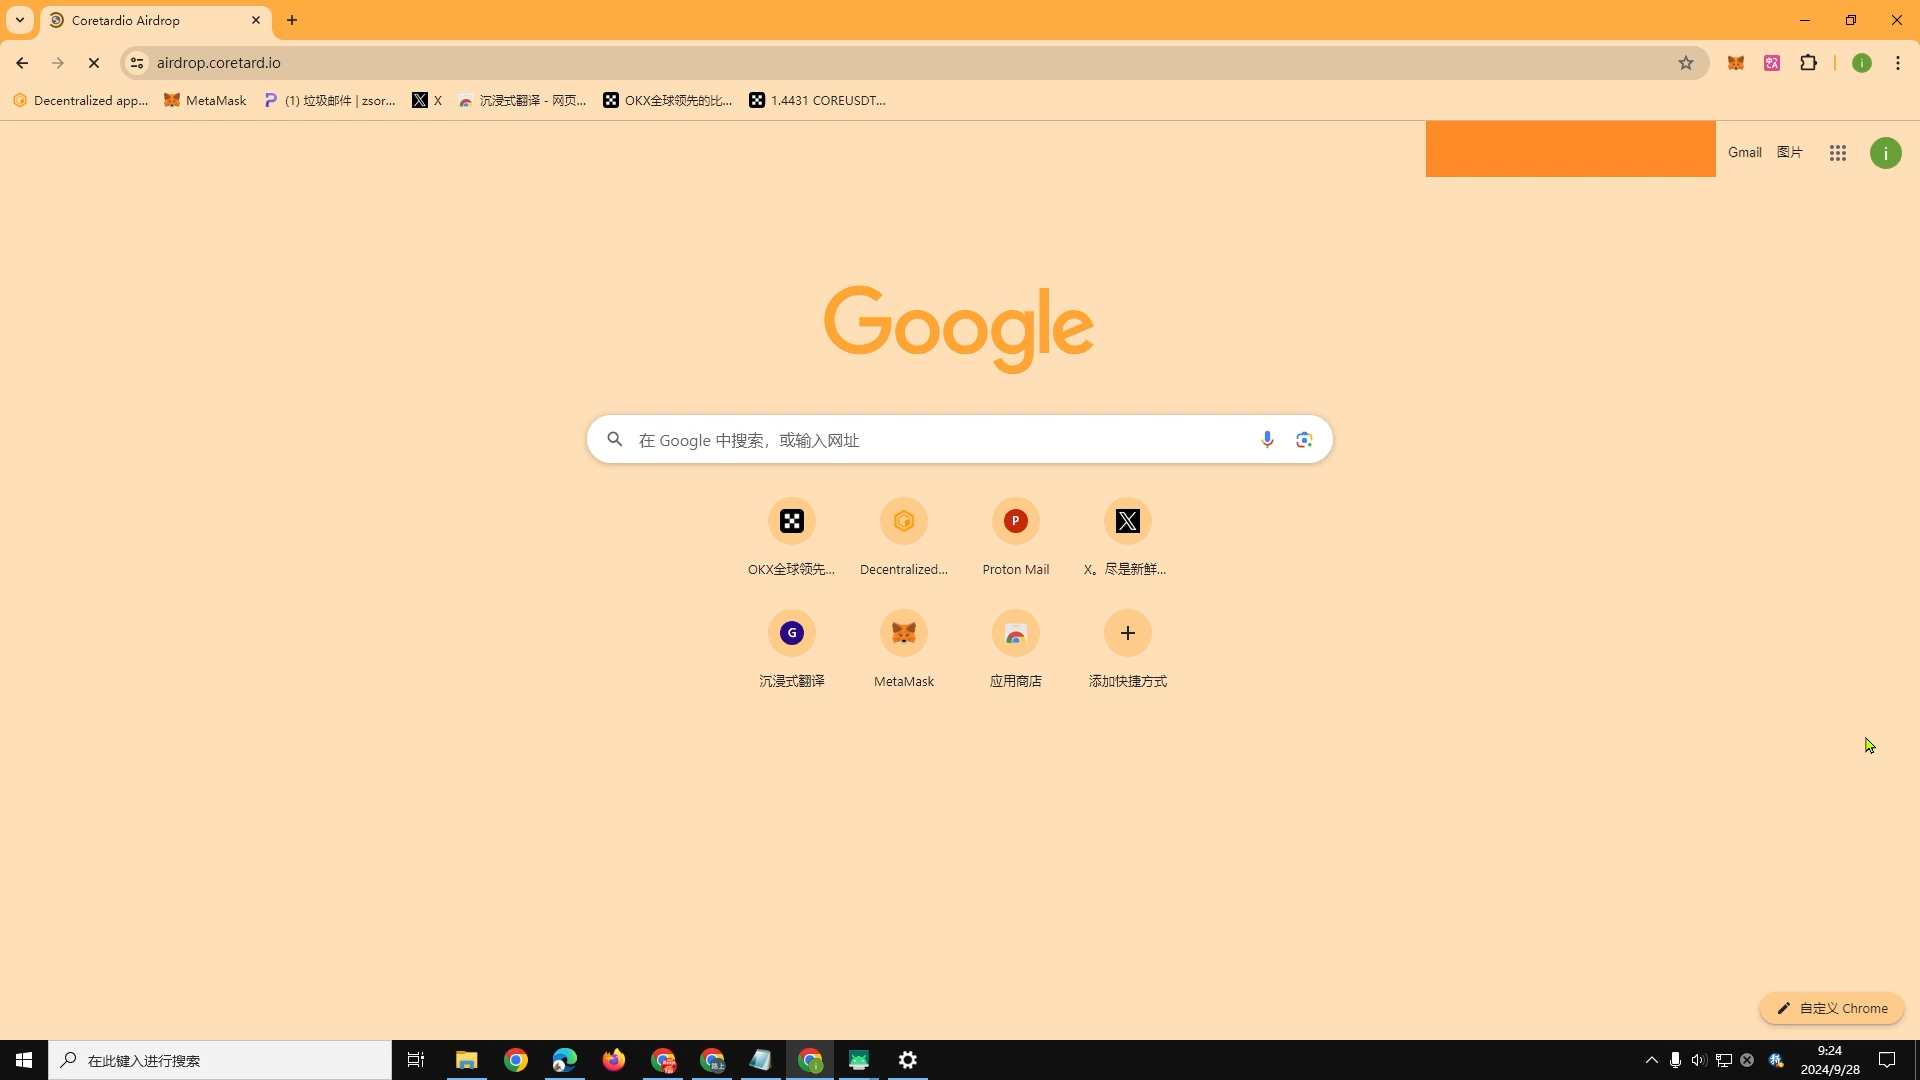 Coretardio Airdrop
airdrop.coretard.io
i
Decentralized app...
MetaMask
(1) 垃圾邮件 | zsor...
X
沉浸式翻译 - 网页...
OKX全球领先的比...
1.4431 COREUSDT...
Gmail
图片
i
Google
在 Google 中搜索，或输入网址
P
OKX全球领先...
Decentralized...
Proton Mail
X。尽是新鲜...
G
沉浸式翻译
MetaMask
应用商店
添加快捷方式
自定义 Chrome
在此键入进行搜索
9:24
2024/9/28